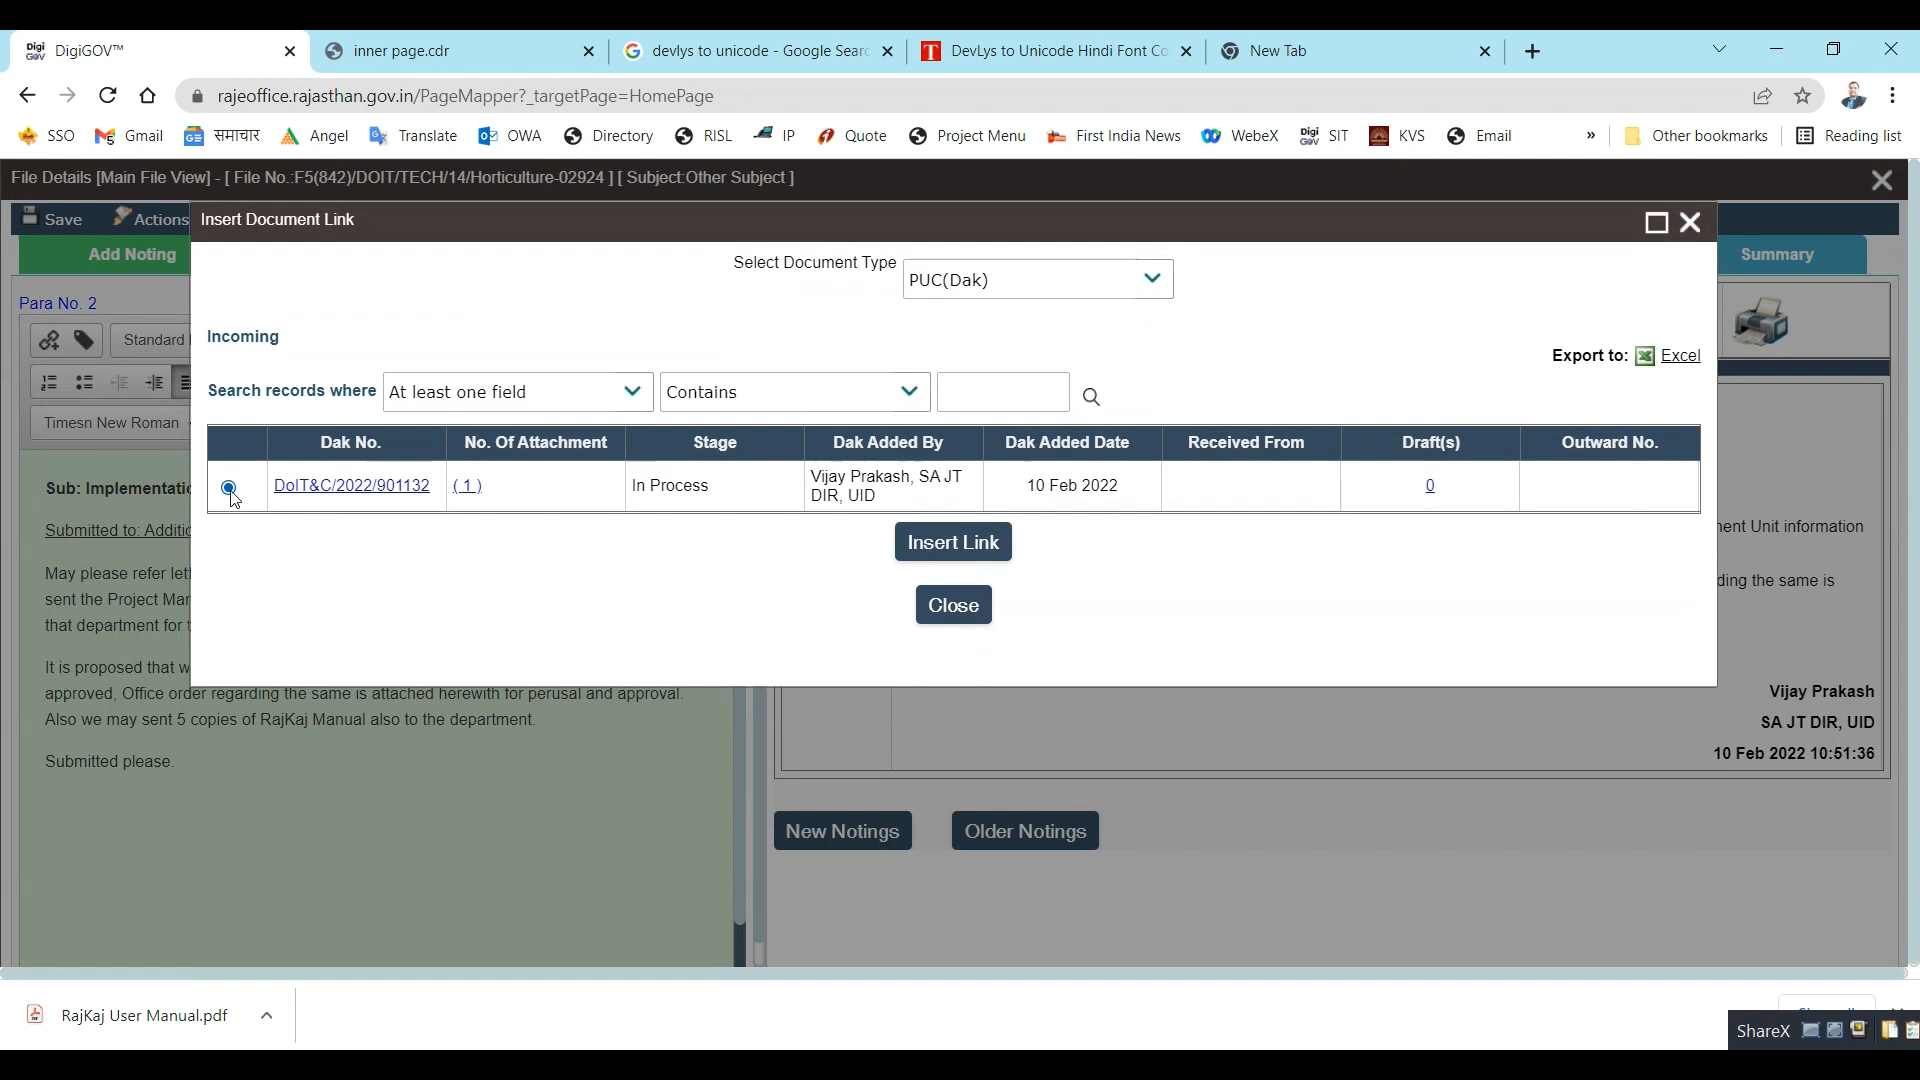 DigiGOV™
inner page.cdr
devlys to unicode - Google Searc
DevLys to Unicode Hindi Font Co
New Tab
rajeoffice.rajasthan.gov.in/PageMapper?_targetPage=HomePage
SSO
Gmail
समाचार
Angel
Translate
OWA
Directory
RISL
IP
Quote
Project Menu
First India News
WebeX
SIT
KVS
Email
»
Other bookmarks
Reading list
File Details [Main File View] - [ File No.:F5(842)/DOIT/TECH/14/Horticulture-02924 ] [ Subject:Other Subject ]
Save
Actions
Insert Document Link
Add Noting
Summary
Select Document Type
PUC(Dak)
Para No. 2
Standard
Incoming
Export to:
Excel
Search records where
At least one field
Contains
Timesn New Roman
Dak No.
No. Of Attachment
Stage
Dak Added By
Dak Added Date
Received From
Draft(s)
Outward No.
DoIT&C/2022/901132
( 1 )
In Process
Vijay Prakash, SA JT
DIR, UID
10 Feb 2022
0
Sub: Implementatic
Submitted to: Additic
May please refer let
sent the Project Mar
that department for t
It is proposed that w
approved, Office order regarding the same is attached herewith for perusal and approval.
Also we may sent 5 copies of RajKaj Manual also to the department.
Submitted please.
Insert Link
Close
ent Unit information
ding the same is
Vijay Prakash
SA JT DIR, UID
10 Feb 2022 10:51:36
New Notings
Older Notings
RajKaj User Manual.pdf
ShareX